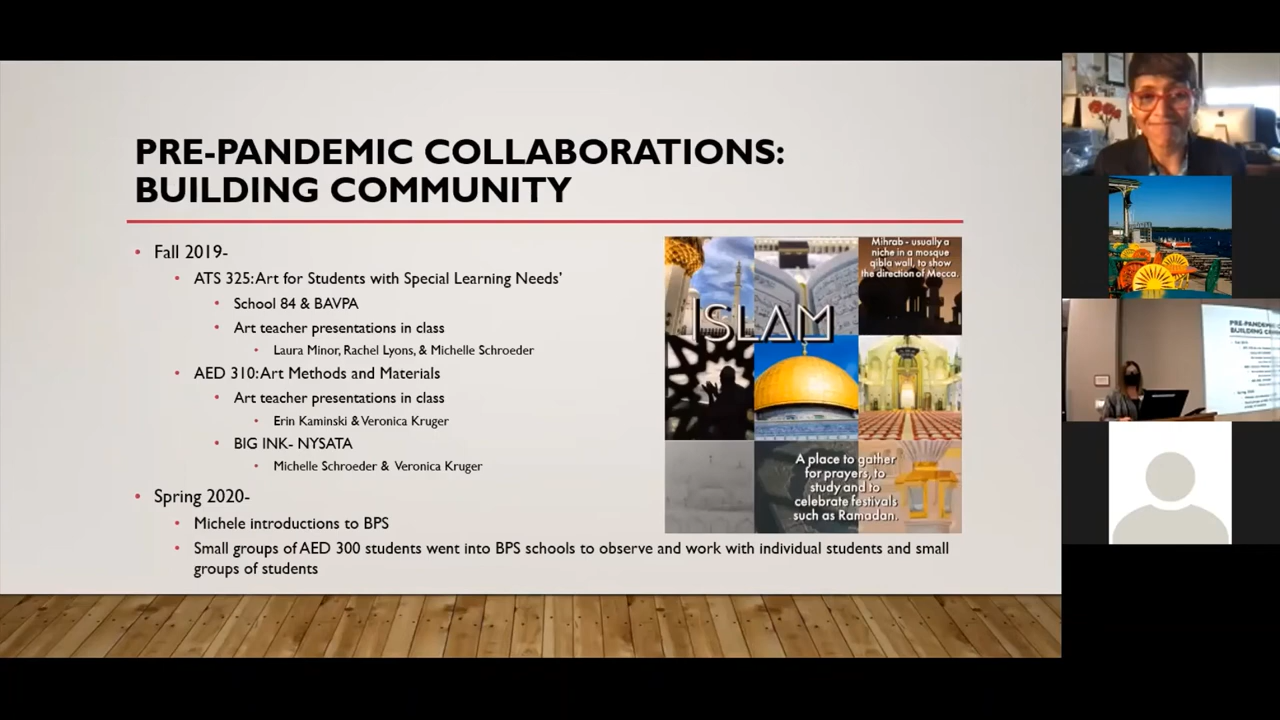 PRE-PANDEMIC COLLABORATIONS:
BUILDING COMMUNITY
• Fall 2019-
• ATS 325: Art for Students with Special Learning Needs'
• School 84 & BAVPA
• Art teacher presentations in class
• Laura Minor, Rachel Lyons, & Michelle Schroeder
• AED 310: Art Methods and Materials
• Art teacher presentations in class
• Erin Kaminski & Veronica Kruger
• BIG INK- NYSATA
• Michelle Schroeder & Veronica Kruger
• Spring 2020-
• Michele introductions to BPS
• Small groups of AED 300 students went into BPS schools to observe and work with individual students and small
groups of students
Mihrab - usually a
niche in a mosque
qibla wall, to show
the direction of Mecca.
ISLAM
A place to gather
for prayers, to
study and to
celebrate festivals
such as Ramadan.
PRE-PANDEMIC
BUILDING